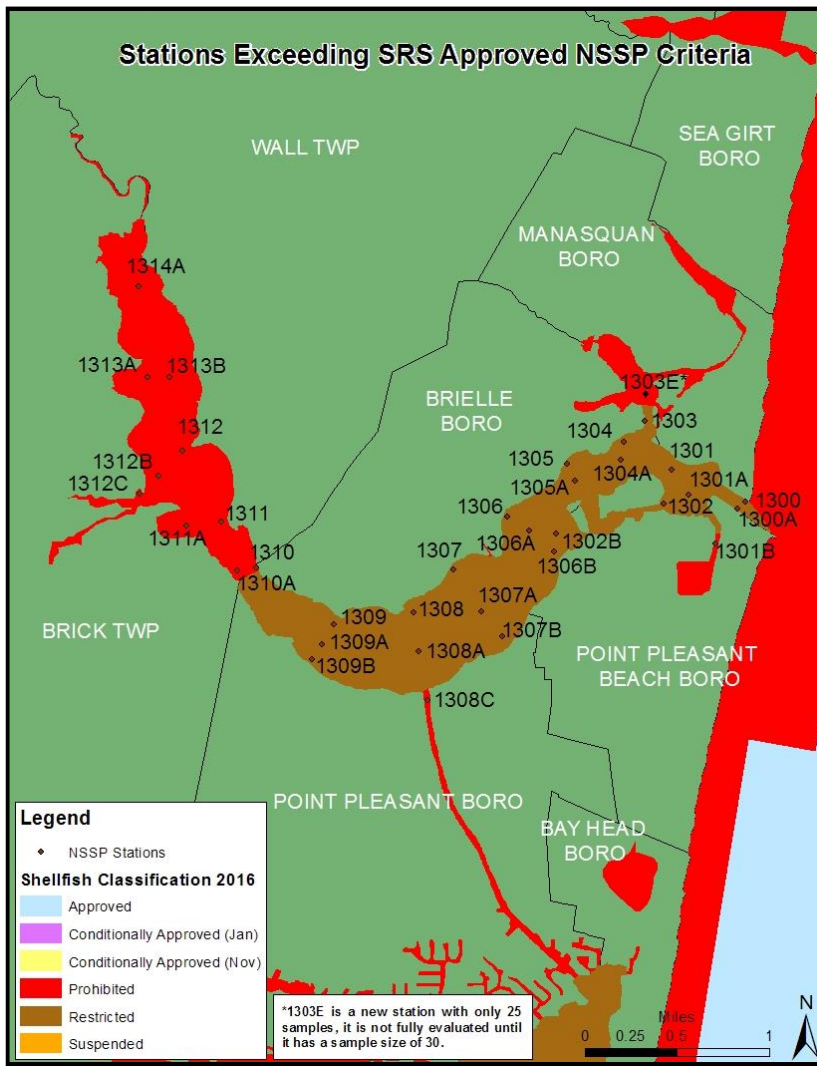 Stations Exceeding SRS Approved NSSP Criteria
WALL TWP
SEA GIRT
BORO
MANASQUAN
BORO
1314A
1313A
1313B
1303E*
BRIELLE
BORO
1303
1312
1304
1301
1305
1304A
1312B
1301A
1305A
1312C
1302
1300
1306
1300A
1311
1311A
1306A
1302B
1301B
1310
1306B
1307
1310A
1308
1307A
1309
BRICK TWP
1307B
1309A
1308A
1309B
POINT PLEASANT
BEACH BORO
1308C
POINT PLEASANT BORO
BAY HEAD
BORO
Legend
NSSP Stations
Shellfish Classification 2016
Approved
Conditionally Approved (Jan)
Conditionally Approved (Nov)
Prohibited
Restricted
Suspended
*1303E is a new station with only 25
samples, it is not fully evaluated until
it has a sample size of 30.
Miles
0 0.25 0.5 1
N